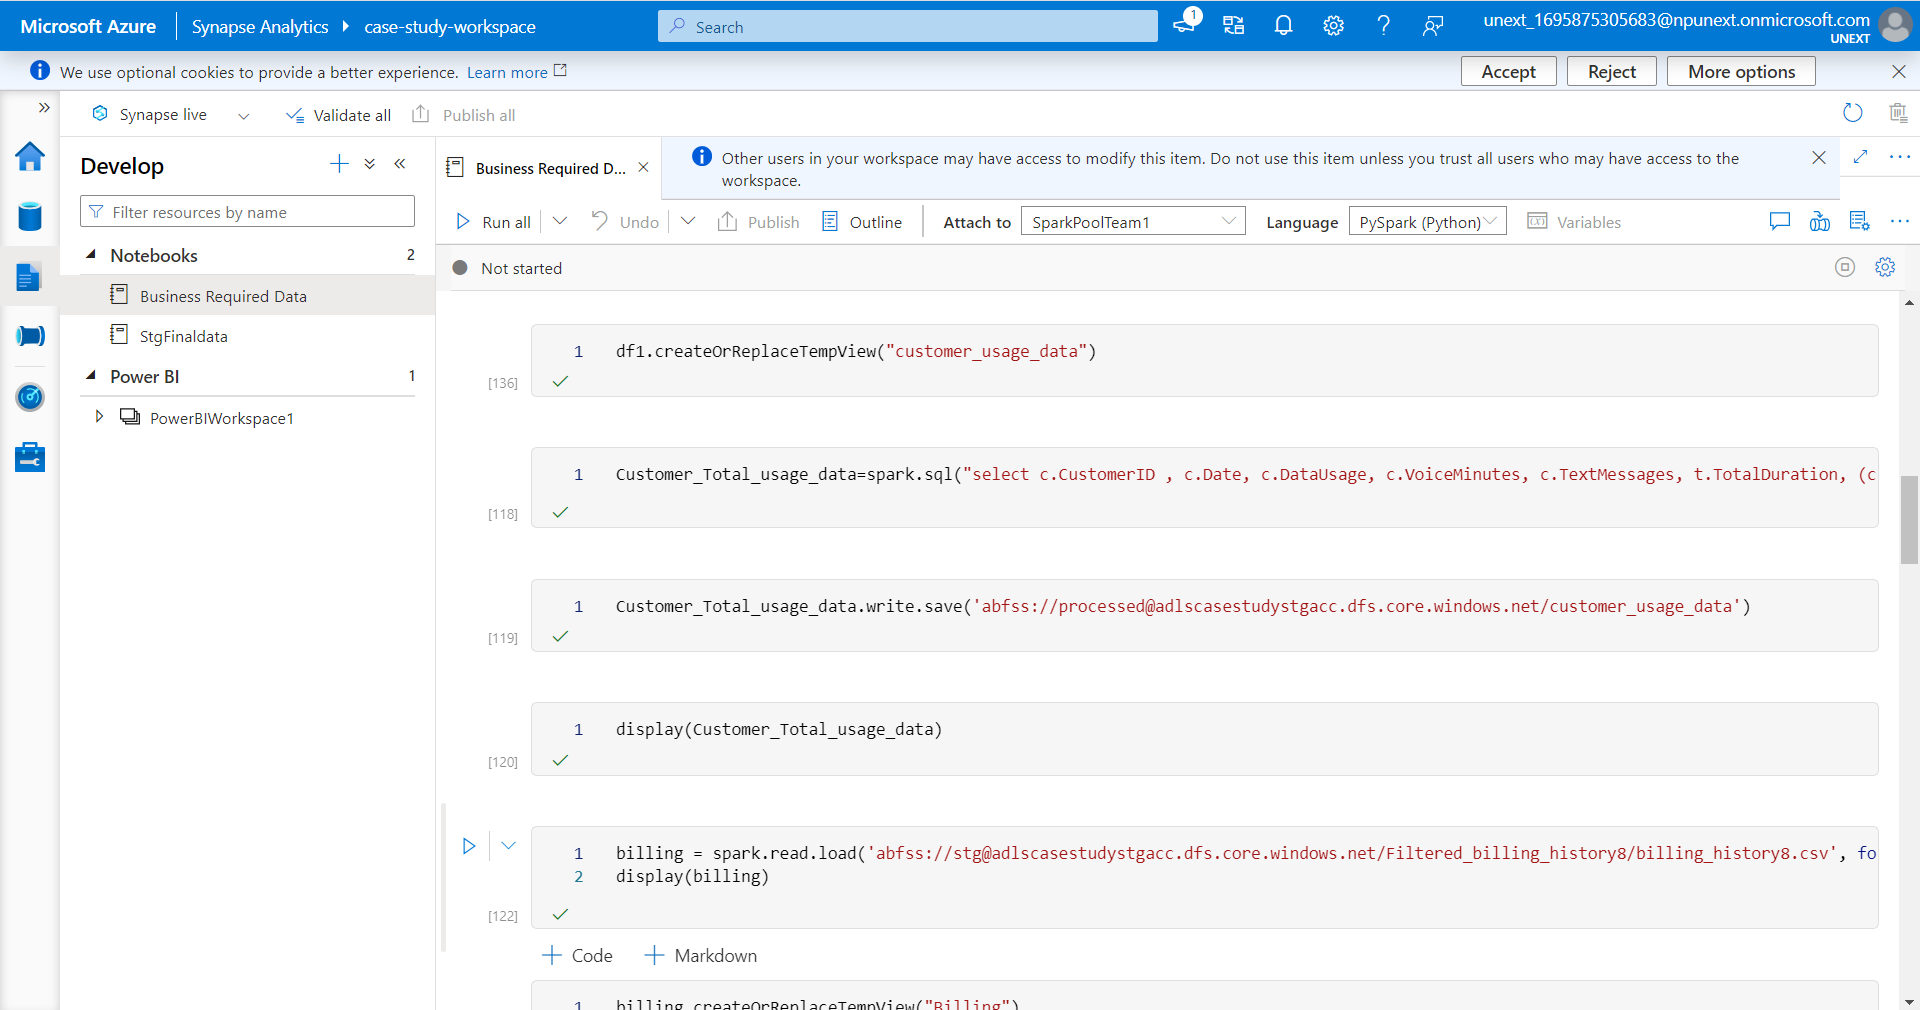 Microsoft Azure
Synapse Analytics
case-study-workspace
Search
1
unext_1695875305683@npunext.onmicrosoft.com
UNEXT
We use optional cookies to provide a better experience. Learn more
Accept
Reject
More options
Synapse live
Validate all
Publish all
Develop
Filter resources by name
Notebooks 2
Business Required Data
StgFinaldata
Power BI 1
PowerBIWorkspace1
Business Required D...
Other users in your workspace may have access to modify this item. Do not use this item unless you trust all users who may have access to the
workspace.
Run all
Undo
Publish
Outline
Attach to
SparkPoolTeam1
Language
PySpark (Python)
Variables
Not started
1 df1.createOrReplaceTempView("customer_usage_data")
[136]
1 Customer_Total_usage_data=spark.sql("select c.CustomerID , c.Date, c.DataUsage, c.VoiceMinutes, c.TextMessages, t.TotalDuration, (c
[118]
1 Customer_Total_usage_data.write.save('abfss://processed@adlscasestudystgacc.dfs.core.windows.net/customer_usage_data')
[119]
1 display(Customer_Total_usage_data)
[120]
1 billing = spark.read.load('abfss://stg@adlscasestudystgacc.dfs.core.windows.net/Filtered_billing_history8/billing_history8.csv', fo
2 display(billing)
[122]
Code
Markdown
1 billing.createOrReplaceTempView("Billing")